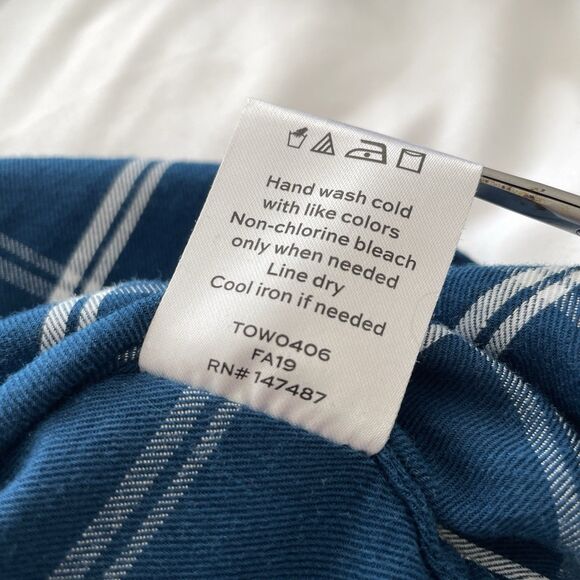 Hand wash cold
with like colors
Non-chlorine bleach
only when needed
Line dry
Cool iron if needed
TOW0406
FA19
RN# 147487